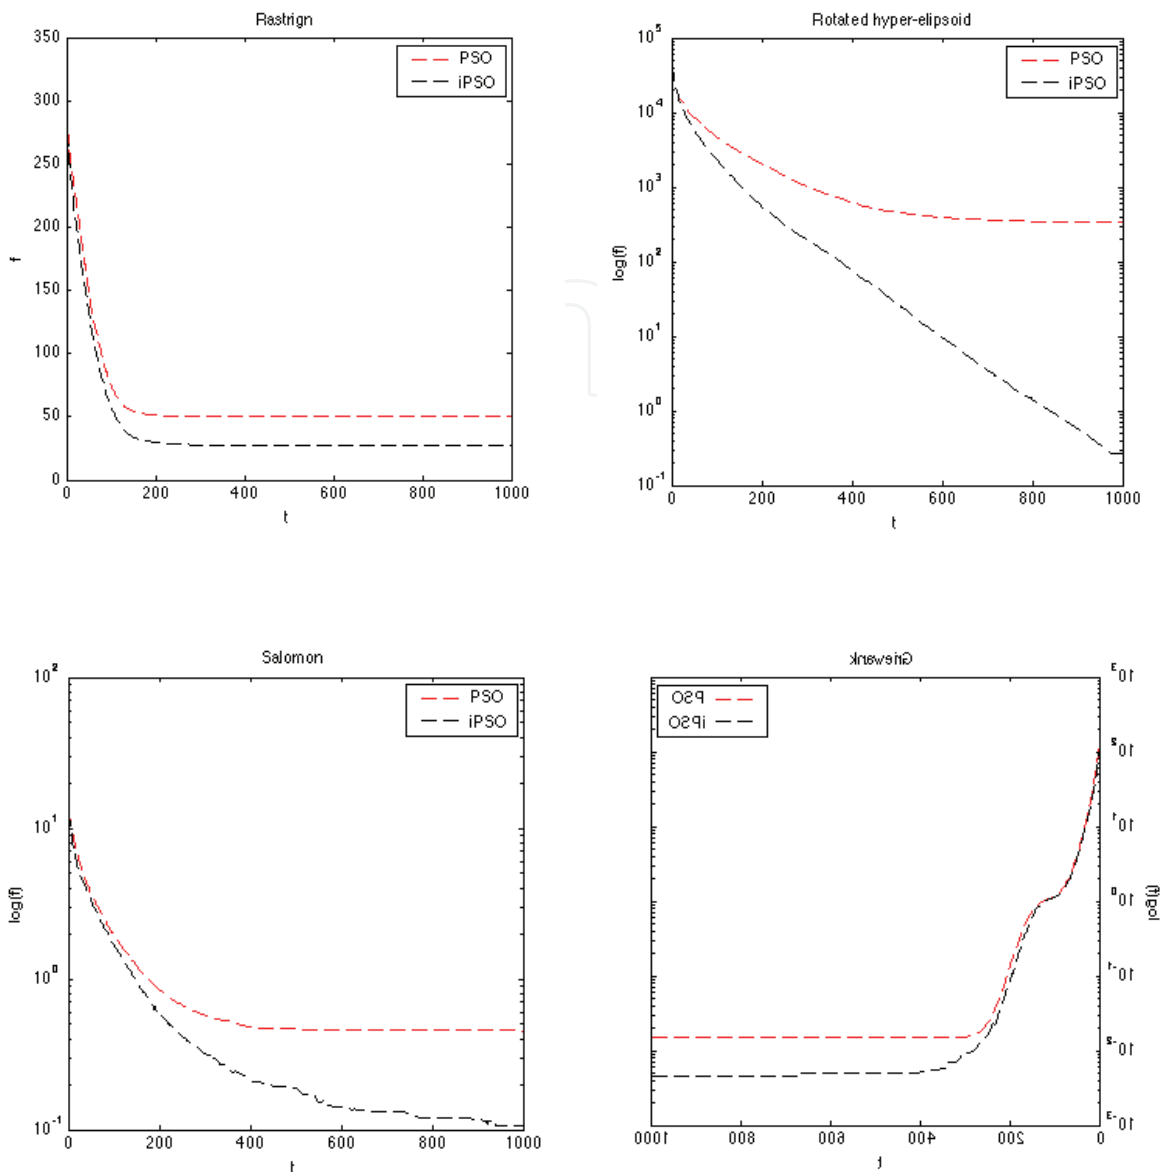 Rastrign
350
300
250
200
150
100
50
0
f
0 200 400 600 800 1000
t
PSO
iPSO
Rotated hyper-elipsoid
10^5
10^4
10^3
10^2
10^1
10^0
10^-1
log(f)
0 200 400 600 800 1000
t
PSO
iPSO
Salomon
10^2
10^1
10^0
10^-1
log(f)
0 200 400 600 800 1000
t
PSO
iPSO
Griewank
10^3
10^2
10^1
10^0
10^-1
10^-2
10^-3
log(f)
1000 800 600 400 200 0
t
PSO
iPSO